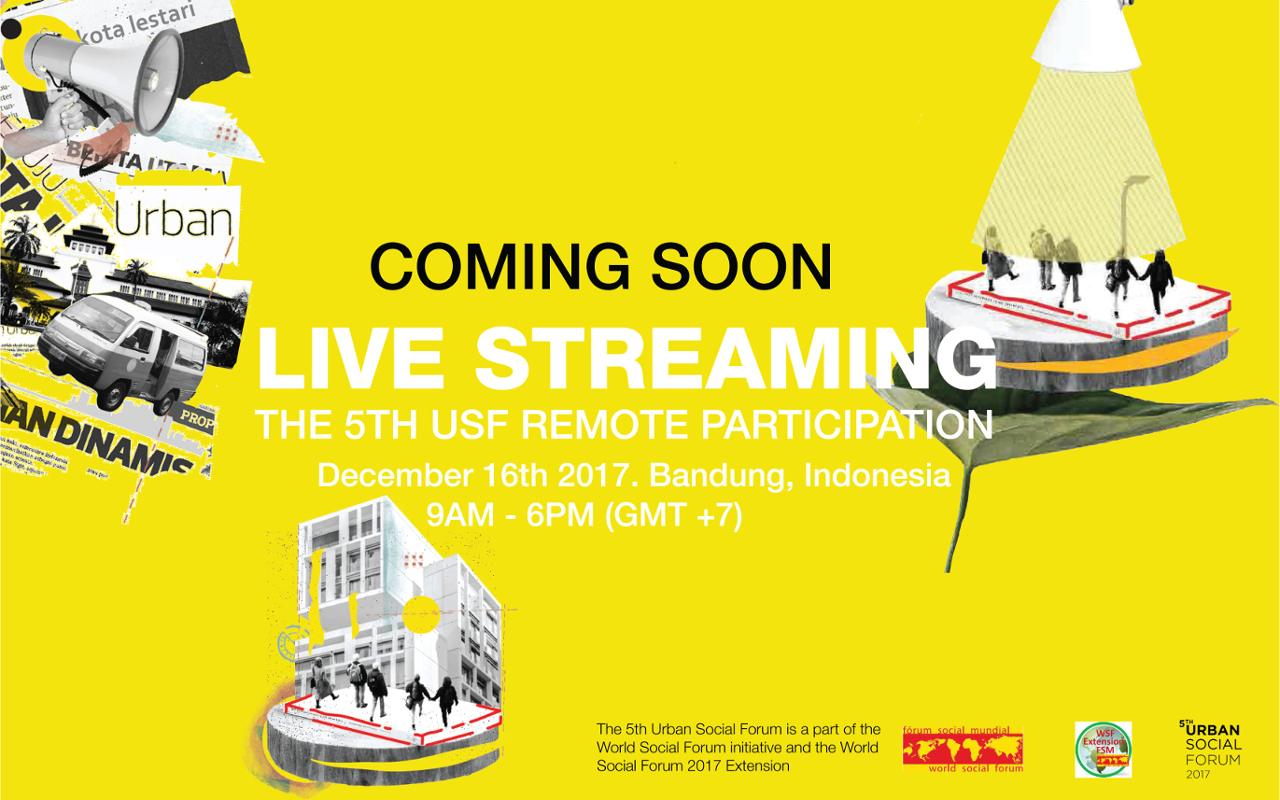 kota lestari
BERITA UTAMA
Urban
COMING SOON
LIVE STREAMING
THE 5TH USF REMOTE PARTICIPATION
December 16th 2017. Bandung, Indonesia
9AM - 6PM (GMT +7)
PROP
AN DINAMIS
The 5th Urban Social Forum is a part of the
World Social Forum initiative and the World
Social Forum 2017 Extension
fórum social mundial
world social forum
WSF
Extension
FSM
5TH URBAN
SOCIAL
FORUM
2017